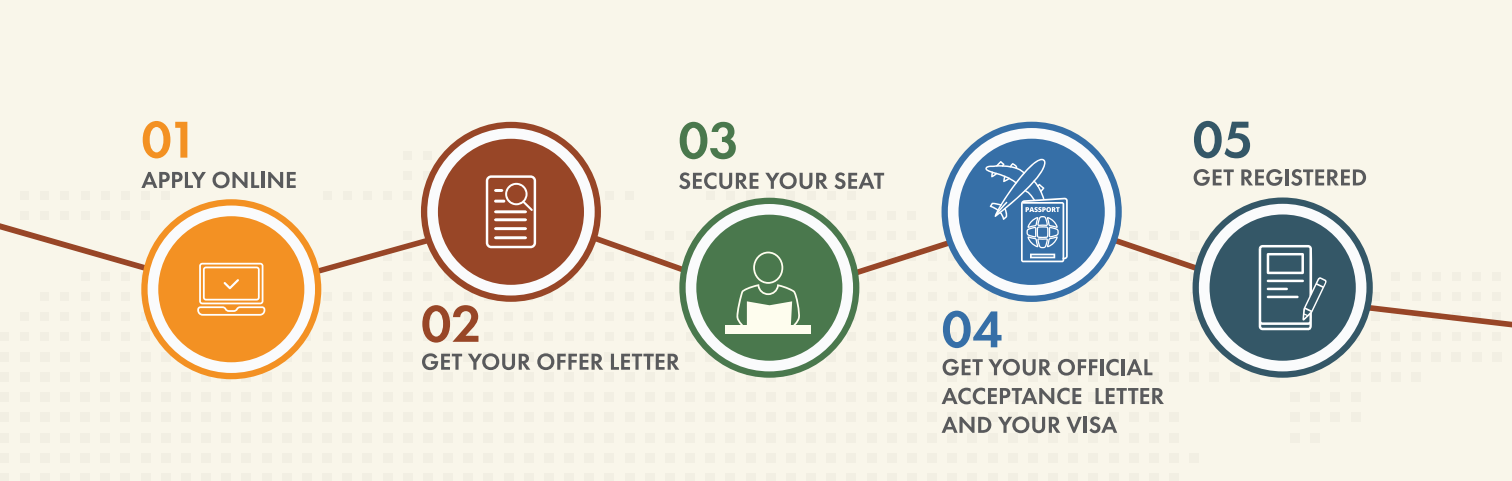 01
APPLY ONLINE
02
GET YOUR OFFER LETTER
03
SECURE YOUR SEAT
PASSPORT
04
GET YOUR OFFICIAL
ACCEPTANCE LETTER
AND YOUR VISA
05
GET REGISTERED